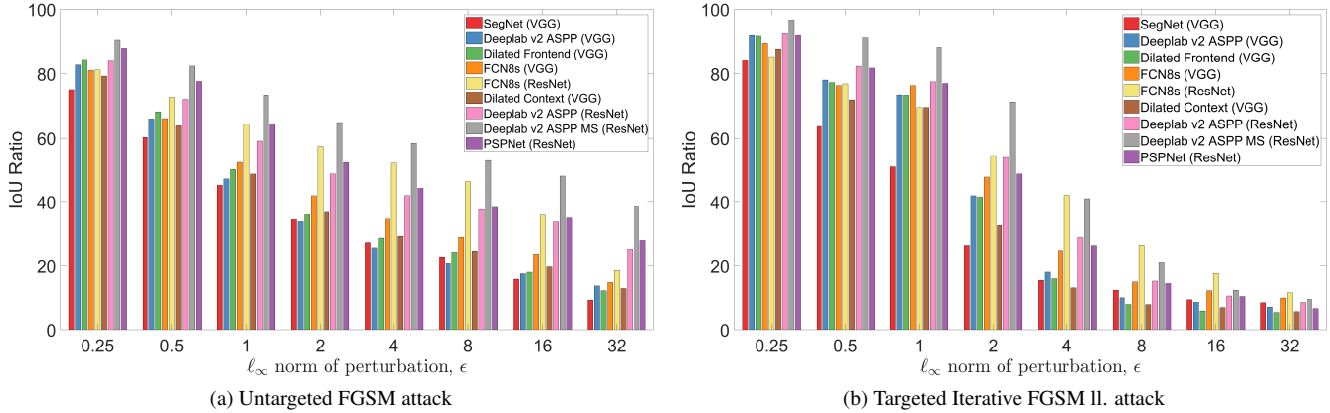 100
80
60
40
20
0
IoU Ratio
SegNet (VGG)
Deeplab v2 ASPP (VGG)
Dilated Frontend (VGG)
FCN8s (VGG)
FCN8s (ResNet)
Dilated Context (VGG)
Deeplab v2 ASPP (ResNet)
Deeplab v2 ASPP MS (ResNet)
PSPNet (ResNet)
0.25 0.5 1 2 4 8 16 32
ℓ∞ norm of perturbation, ϵ
(a) Untargeted FGSM attack
100
80
60
40
20
0
IoU Ratio
SegNet (VGG)
Deeplab v2 ASPP (VGG)
Dilated Frontend (VGG)
FCN8s (VGG)
FCN8s (ResNet)
Dilated Context (VGG)
Deeplab v2 ASPP (ResNet)
Deeplab v2 ASPP MS (ResNet)
PSPNet (ResNet)
0.25 0.5 1 2 4 8 16 32
ℓ∞ norm of perturbation, ϵ
(b) Targeted Iterative FGSM ll. attack